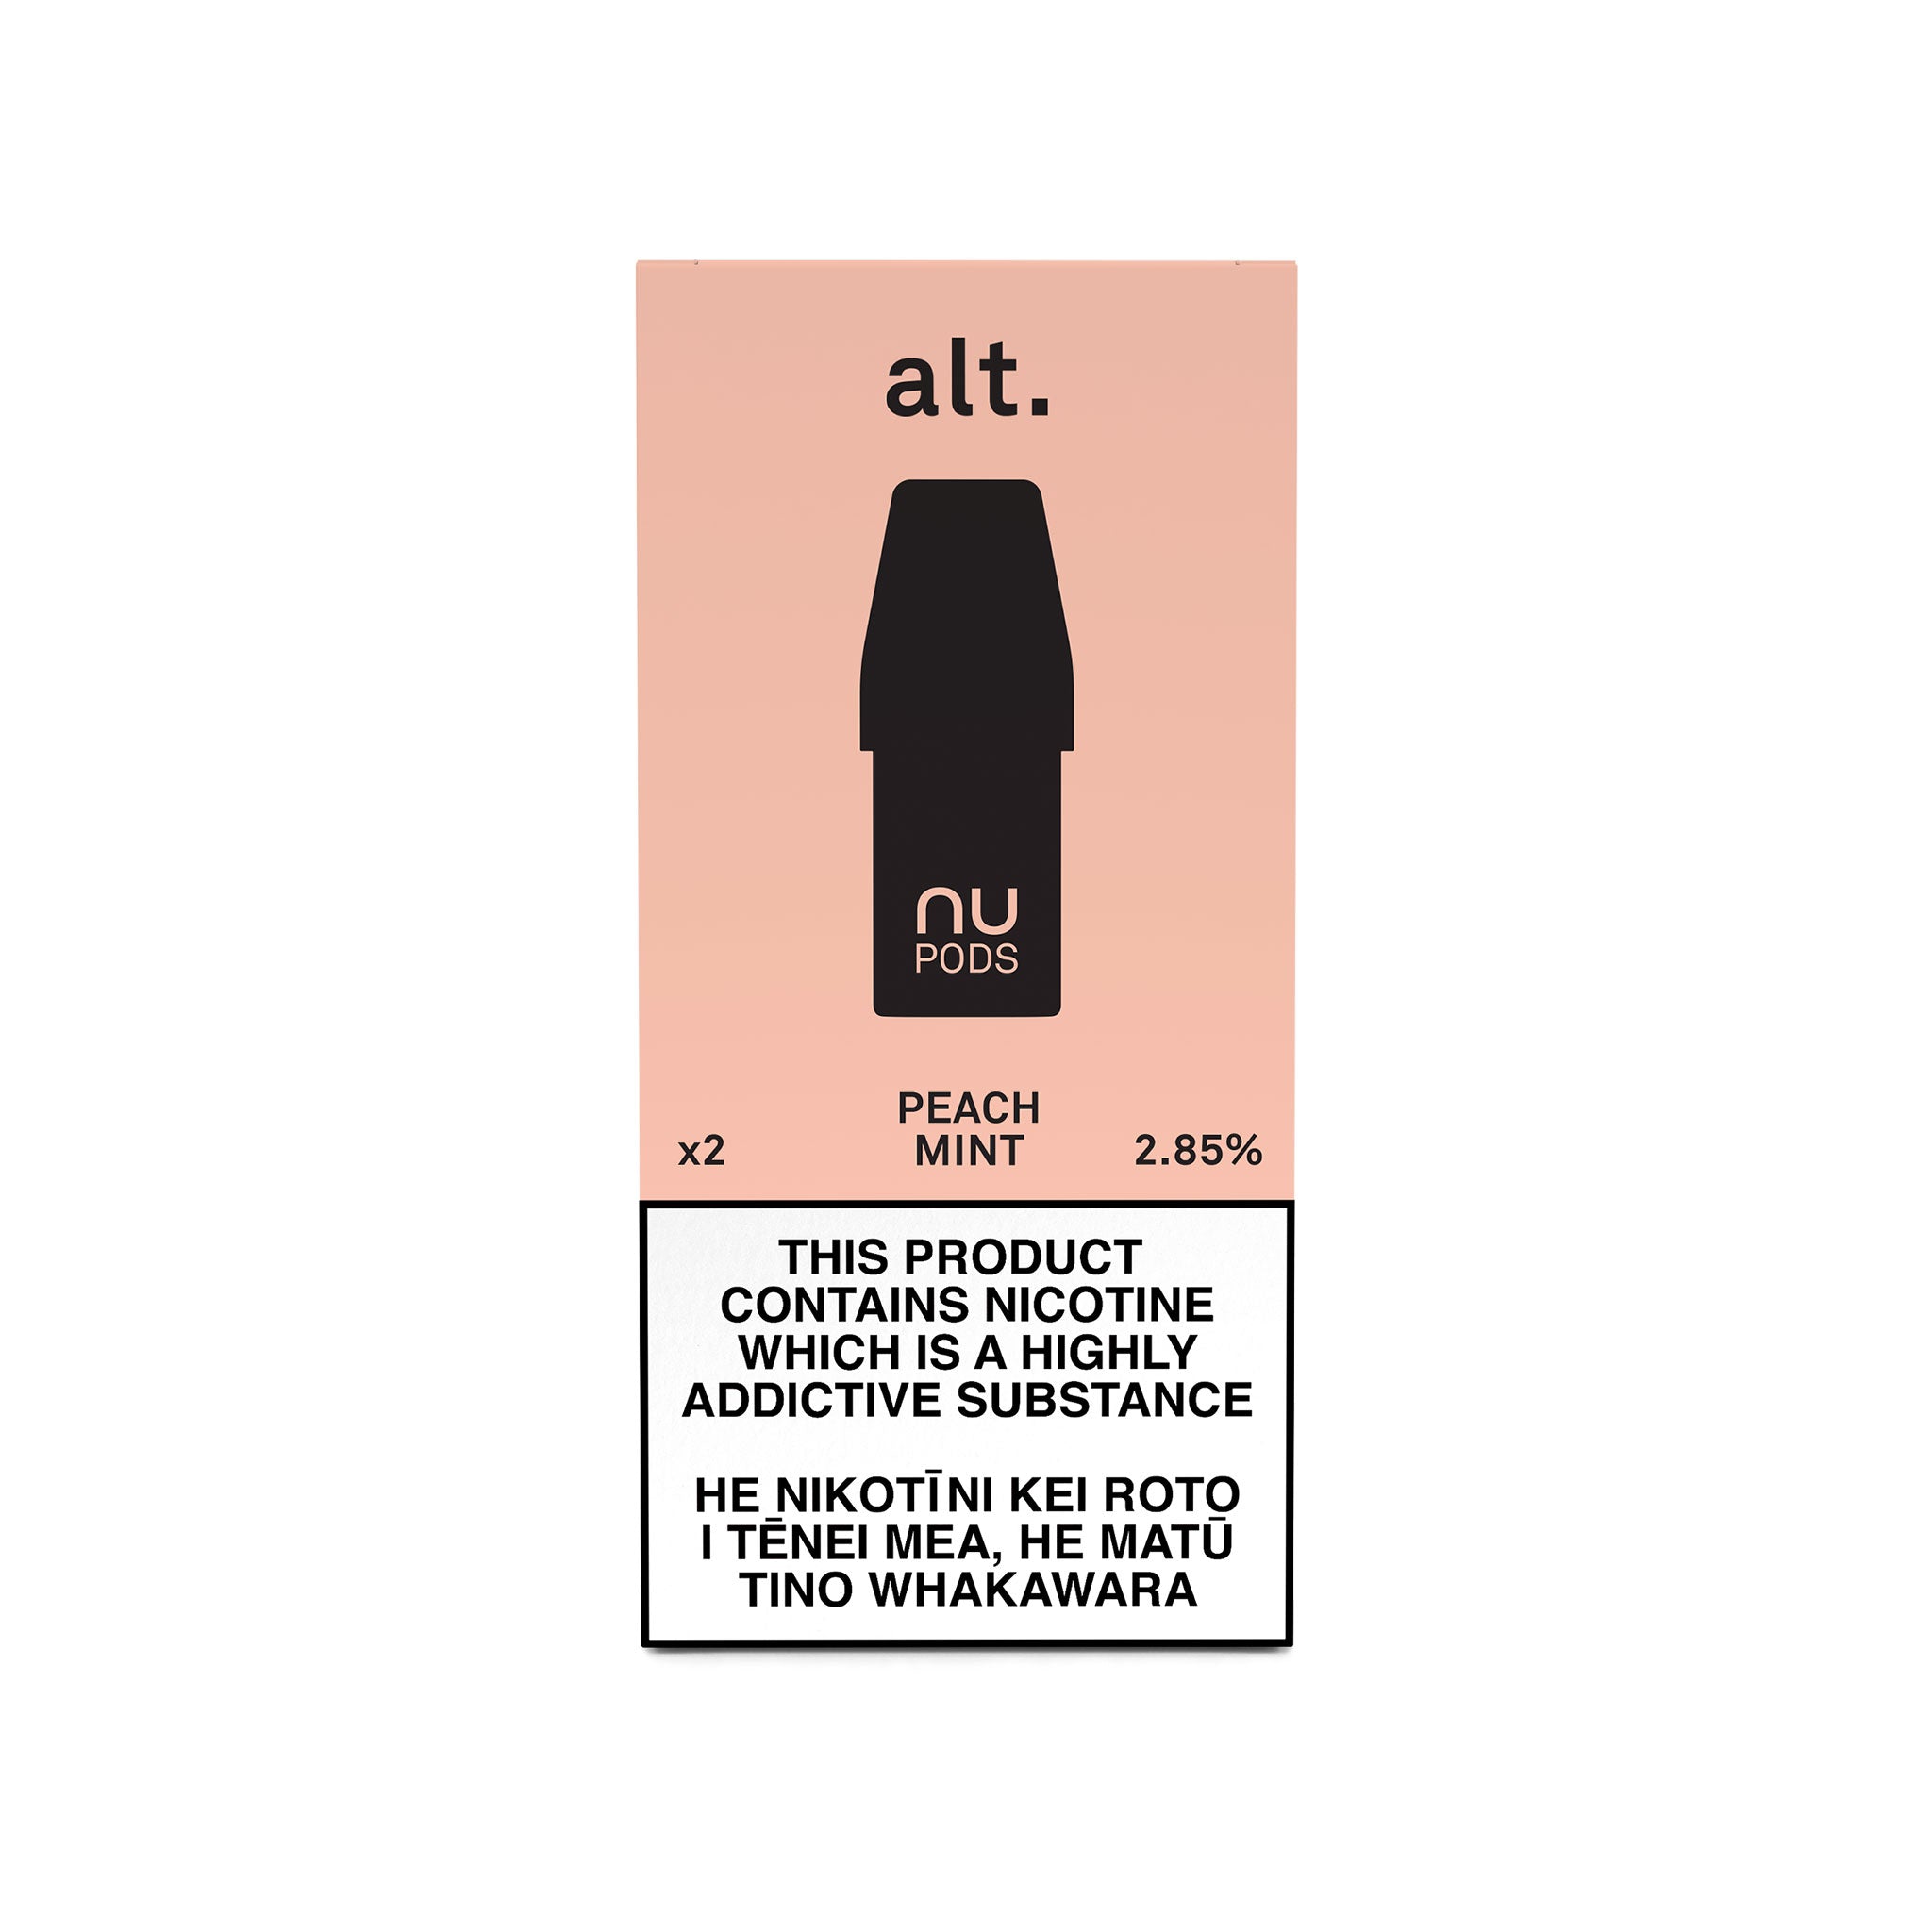 alt.
nu
PODS
PEACH
x2 MINT 2.85%
THIS PRODUCT
CONTAINS NICOTINE
WHICH IS A HIGHLY
ADDICTIVE SUBSTANCE
HE NIKOTĪNI KEI ROTO
I TĒNEI MEA, HE MATŪ
TINO WHAKAWARA